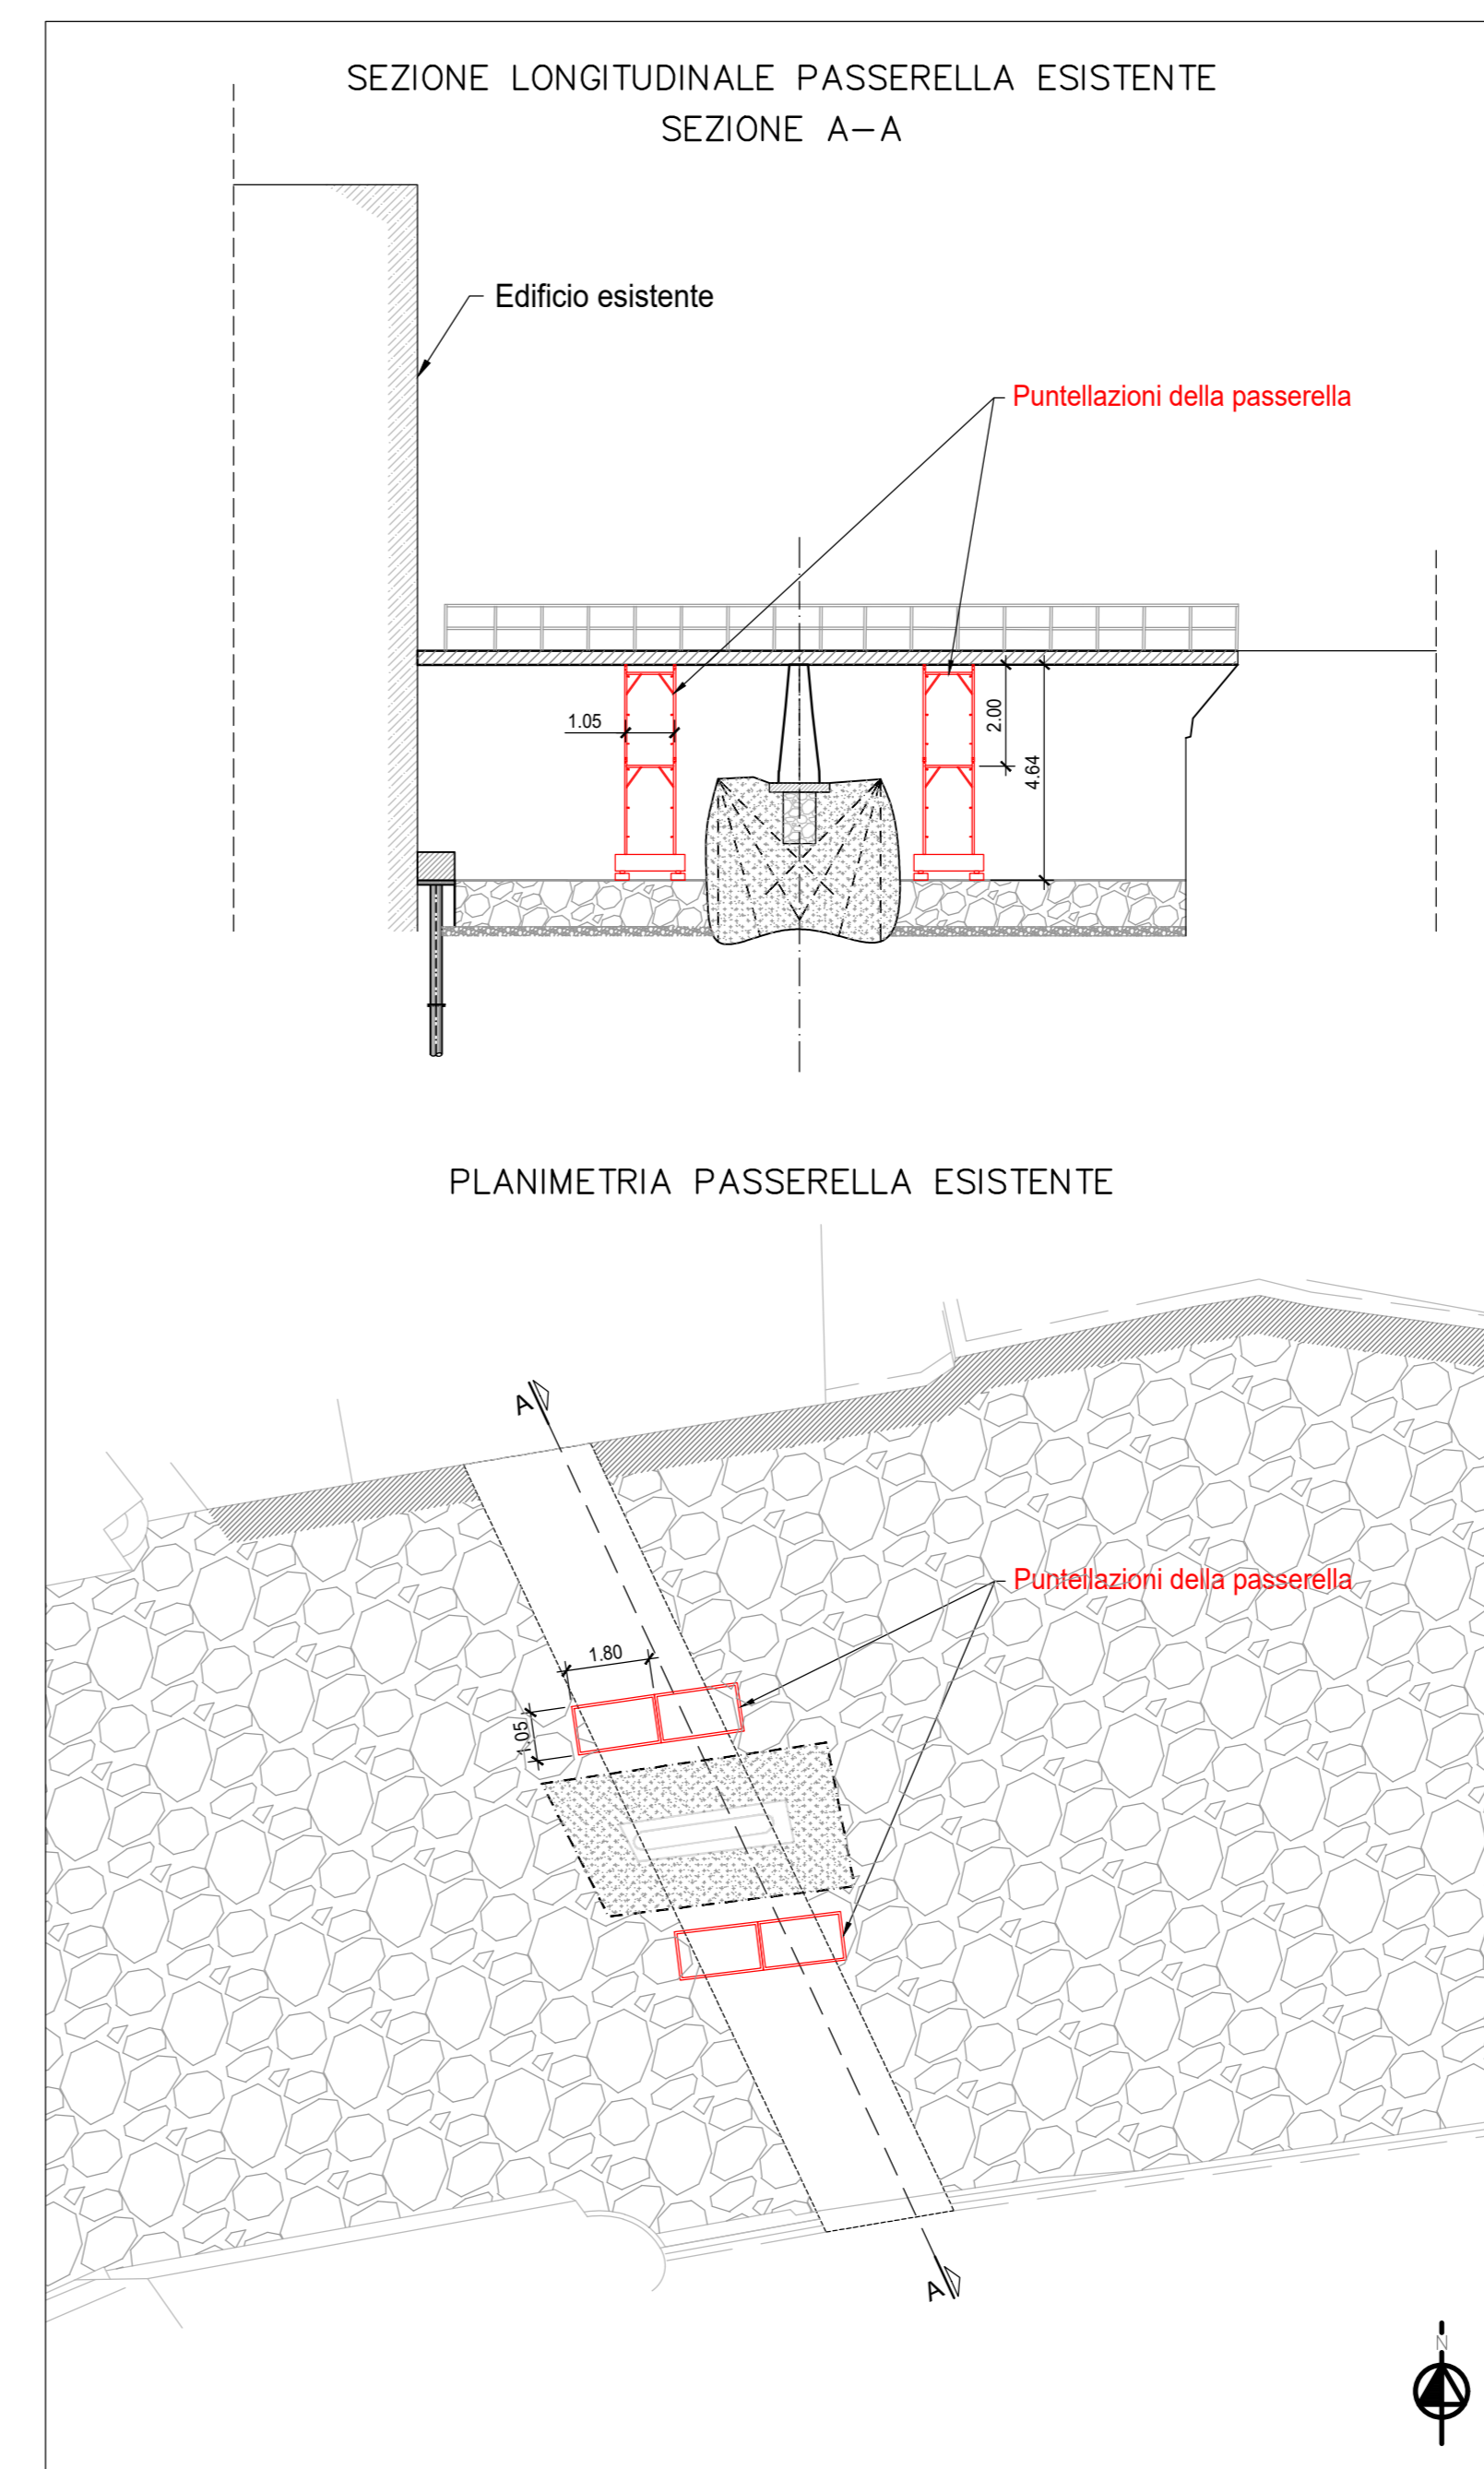 SEZIONE LONGITUDINALE PASSERELLA ESISTENTE
SEZIONE A-A
Edificio esistente
Puntellazioni della passerella
1.05
2.00
4.64
PLANIMETRIA PASSERELLA ESISTENTE
A
Puntellazioni della passerella
1.80
1.05
A
N